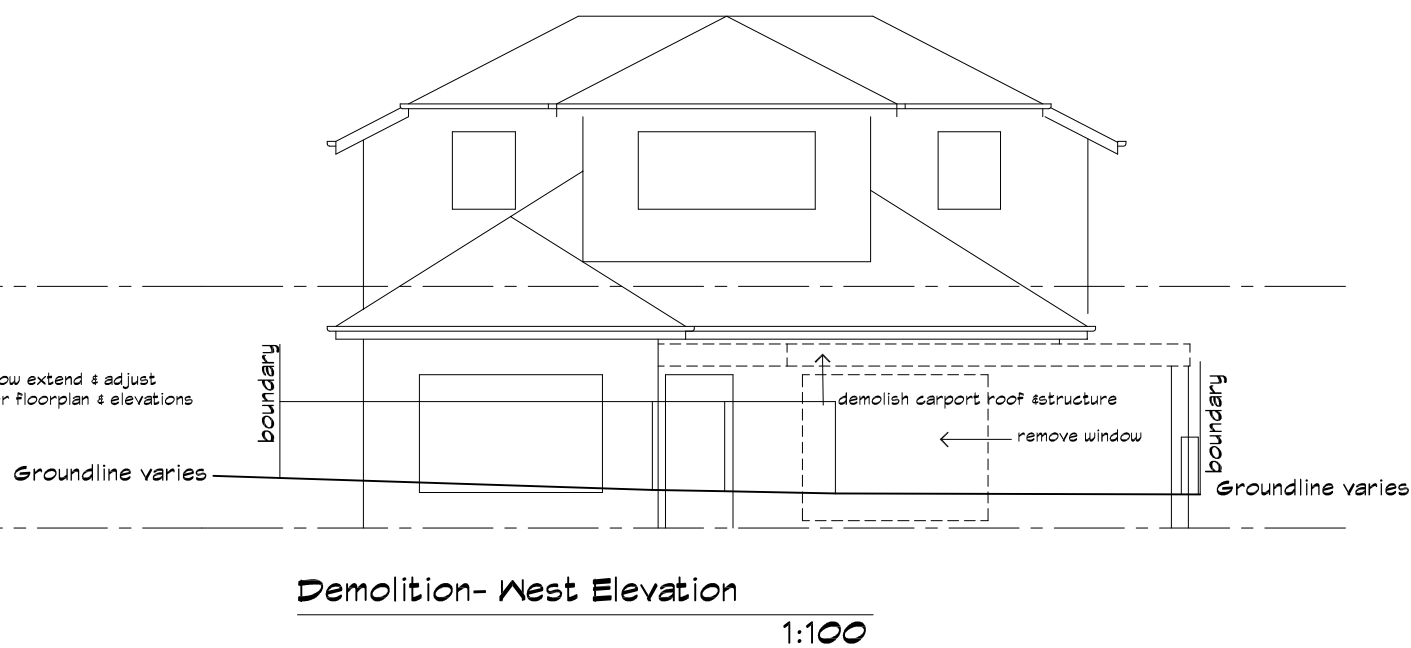 boundary
extend & adjust
floorplan & elevations
boundary
demolish carport roof &structure
remove window
Groundline varies
Groundline varies
Demolition- West Elevation
1:100